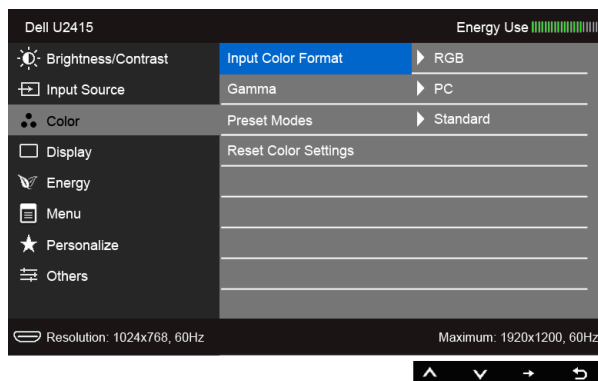 Dell U2415
Energy Use
Brightness/Contrast
Input Color Format
RGB
Input Source
Gamma
PC
Color
Preset Modes
Standard
Display
Reset Color Settings
Energy
Menu
Personalize
Others
Resolution: 1024x768, 60Hz
Maximum: 1920x1200, 60Hz